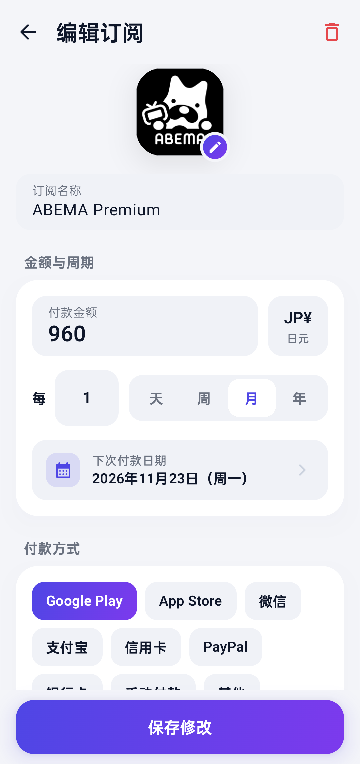 编辑订阅
ABEMA
订阅名称
ABEMA Premium
金额与周期
付款金额
960
JP¥
日元
每
1
天
周
月
年
下次付款日期
2026年11月23日（周一）
付款方式
Google Play
App Store
微信
支付宝
信用卡
PayPal
保存修改